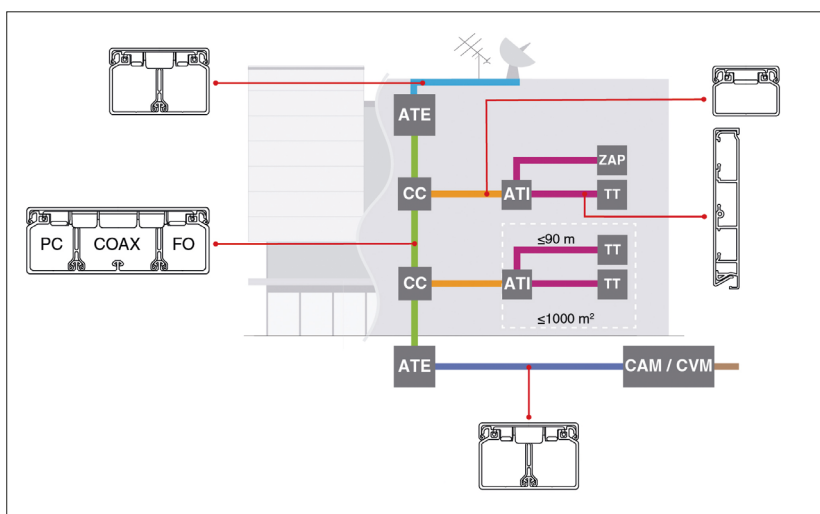 ATE
ZAP
CC
ATI
TT
PC COAX FO
≤90 m
TT
CC
ATI
TT
≤1000 m²
ATE
CAM / CVM